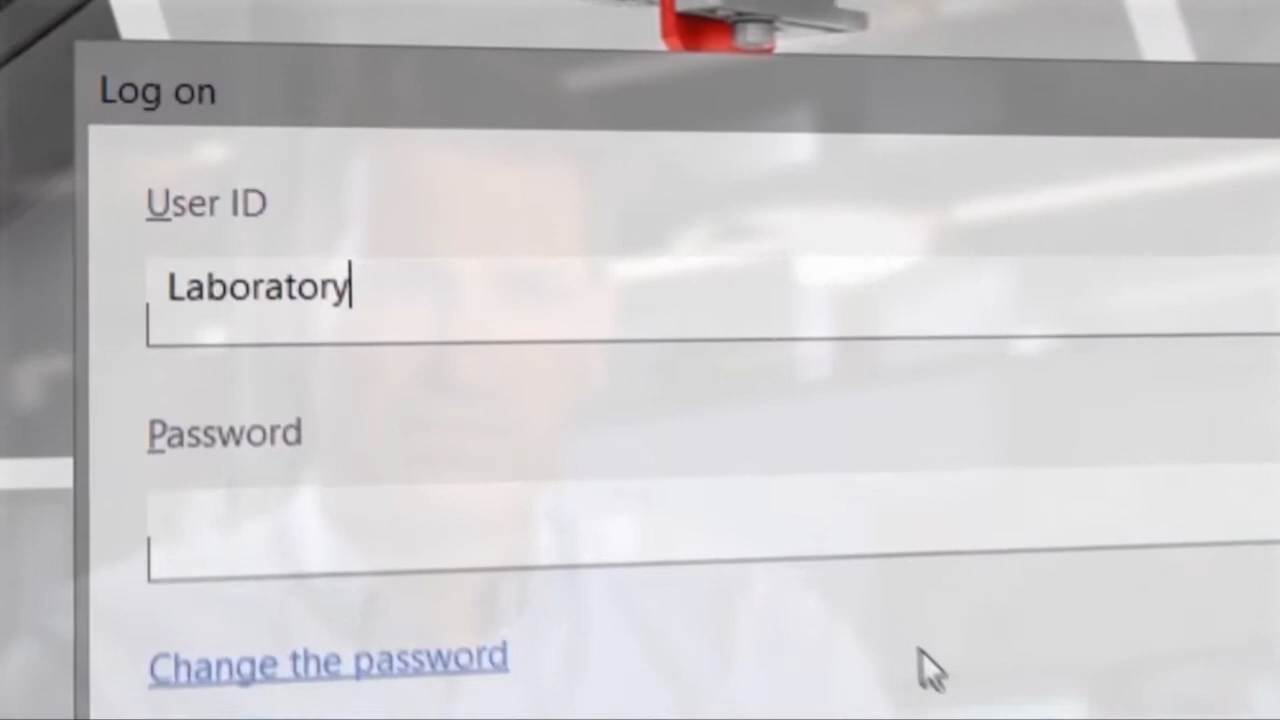 Log on
User ID
Laboratory
Password
Change the password